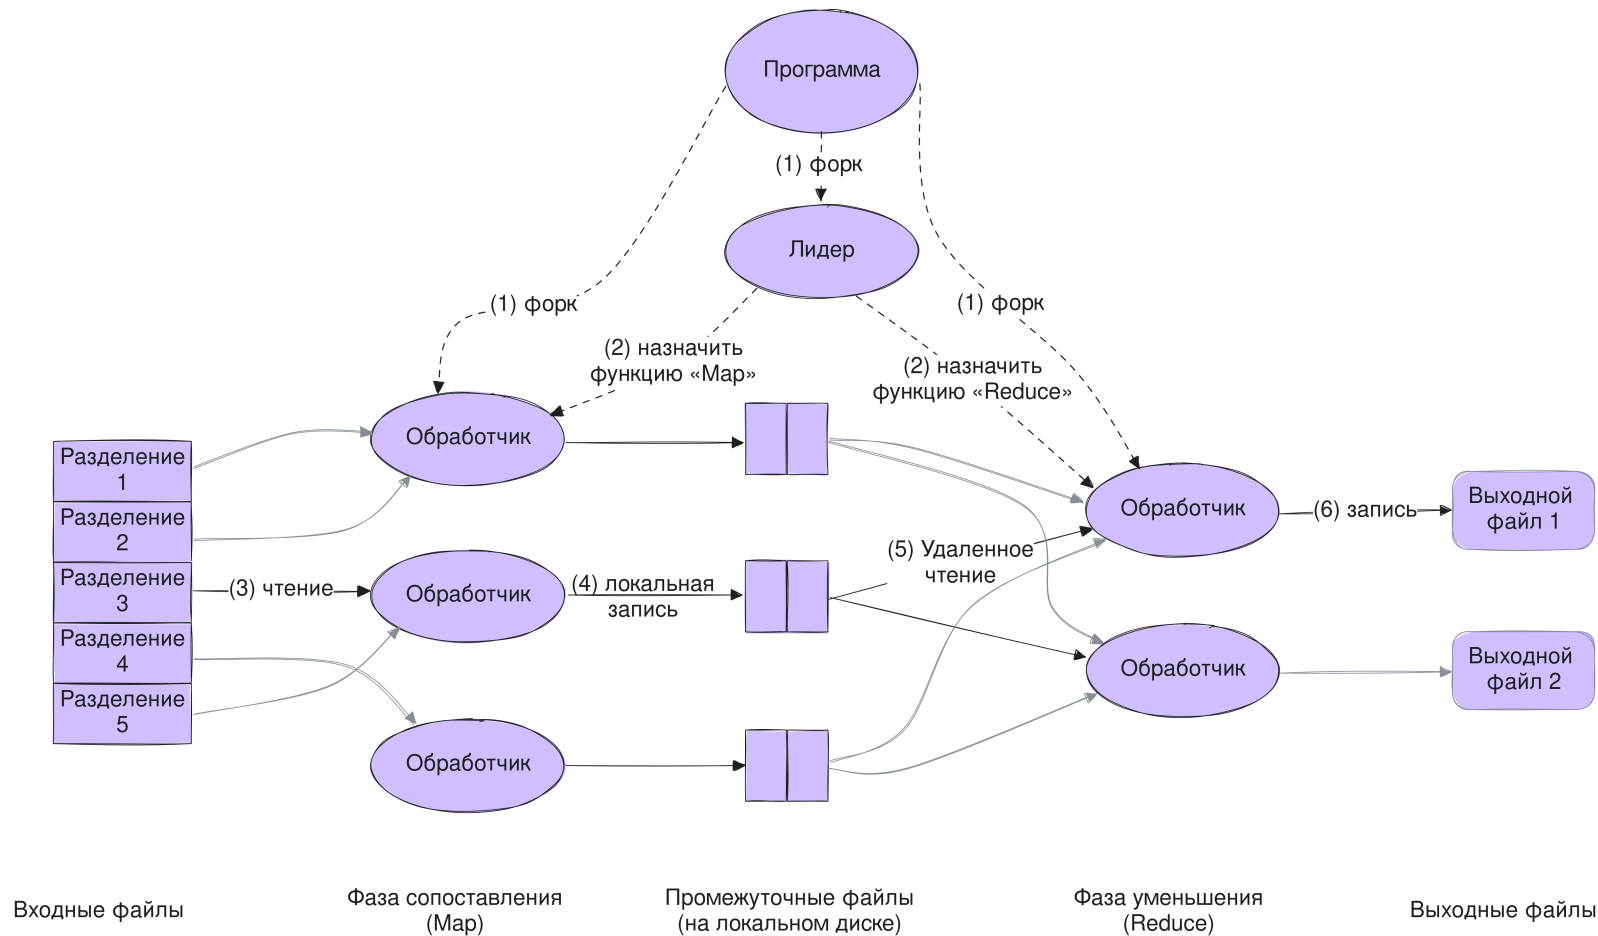 Программа
(1) форк
Лидер
(1) форк
(1) форк
(2) назначить
функцию «Map»
(2) назначить
функцию «Reduce»
Обработчик
Разделение
1
Разделение
2
Разделение
3
Разделение
4
Разделение
5
(3) чтение
Обработчик
(4) локальная
запись
Обработчик
(5) Удаленное
чтение
Обработчик
(6) запись
Выходной
файл 1
Обработчик
Выходной
файл 2
Входные файлы
Фаза сопоставления
(Map)
Промежуточные файлы
(на локальном диске)
Фаза уменьшения
(Reduce)
Выходные файлы